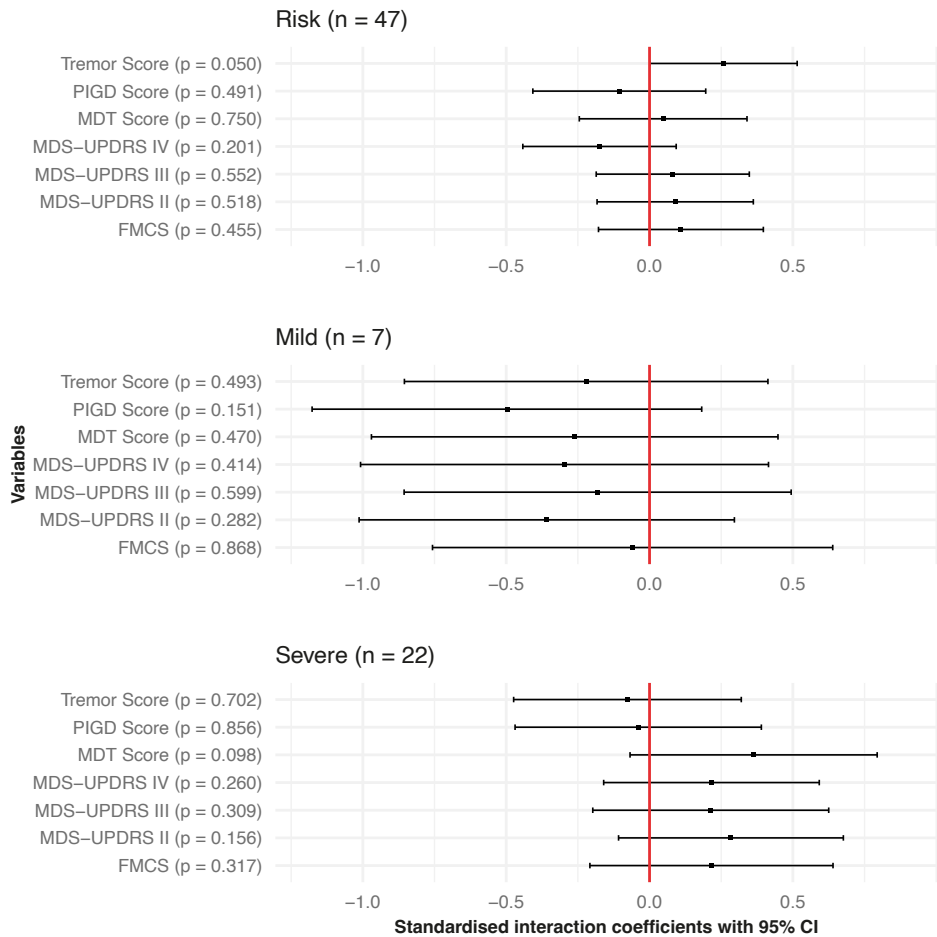 Risk (n = 47)
Tremor Score (p = 0.050)
PIGD Score (p = 0.491)
MDT Score (p = 0.750)
MDS−UPDRS IV (p = 0.201)
MDS−UPDRS III (p = 0.552)
MDS−UPDRS II (p = 0.518)
FMCS (p = 0.455)
−1.0 −0.5 0.0 0.5
Mild (n = 7)
Variables
Tremor Score (p = 0.493)
PIGD Score (p = 0.151)
MDT Score (p = 0.470)
MDS−UPDRS IV (p = 0.414)
MDS−UPDRS III (p = 0.599)
MDS−UPDRS II (p = 0.282)
FMCS (p = 0.868)
−1.0 −0.5 0.0 0.5
Severe (n = 22)
Tremor Score (p = 0.702)
PIGD Score (p = 0.856)
MDT Score (p = 0.098)
MDS−UPDRS IV (p = 0.260)
MDS−UPDRS III (p = 0.309)
MDS−UPDRS II (p = 0.156)
FMCS (p = 0.317)
−1.0 −0.5 0.0 0.5
Standardised interaction coefficients with 95% CI